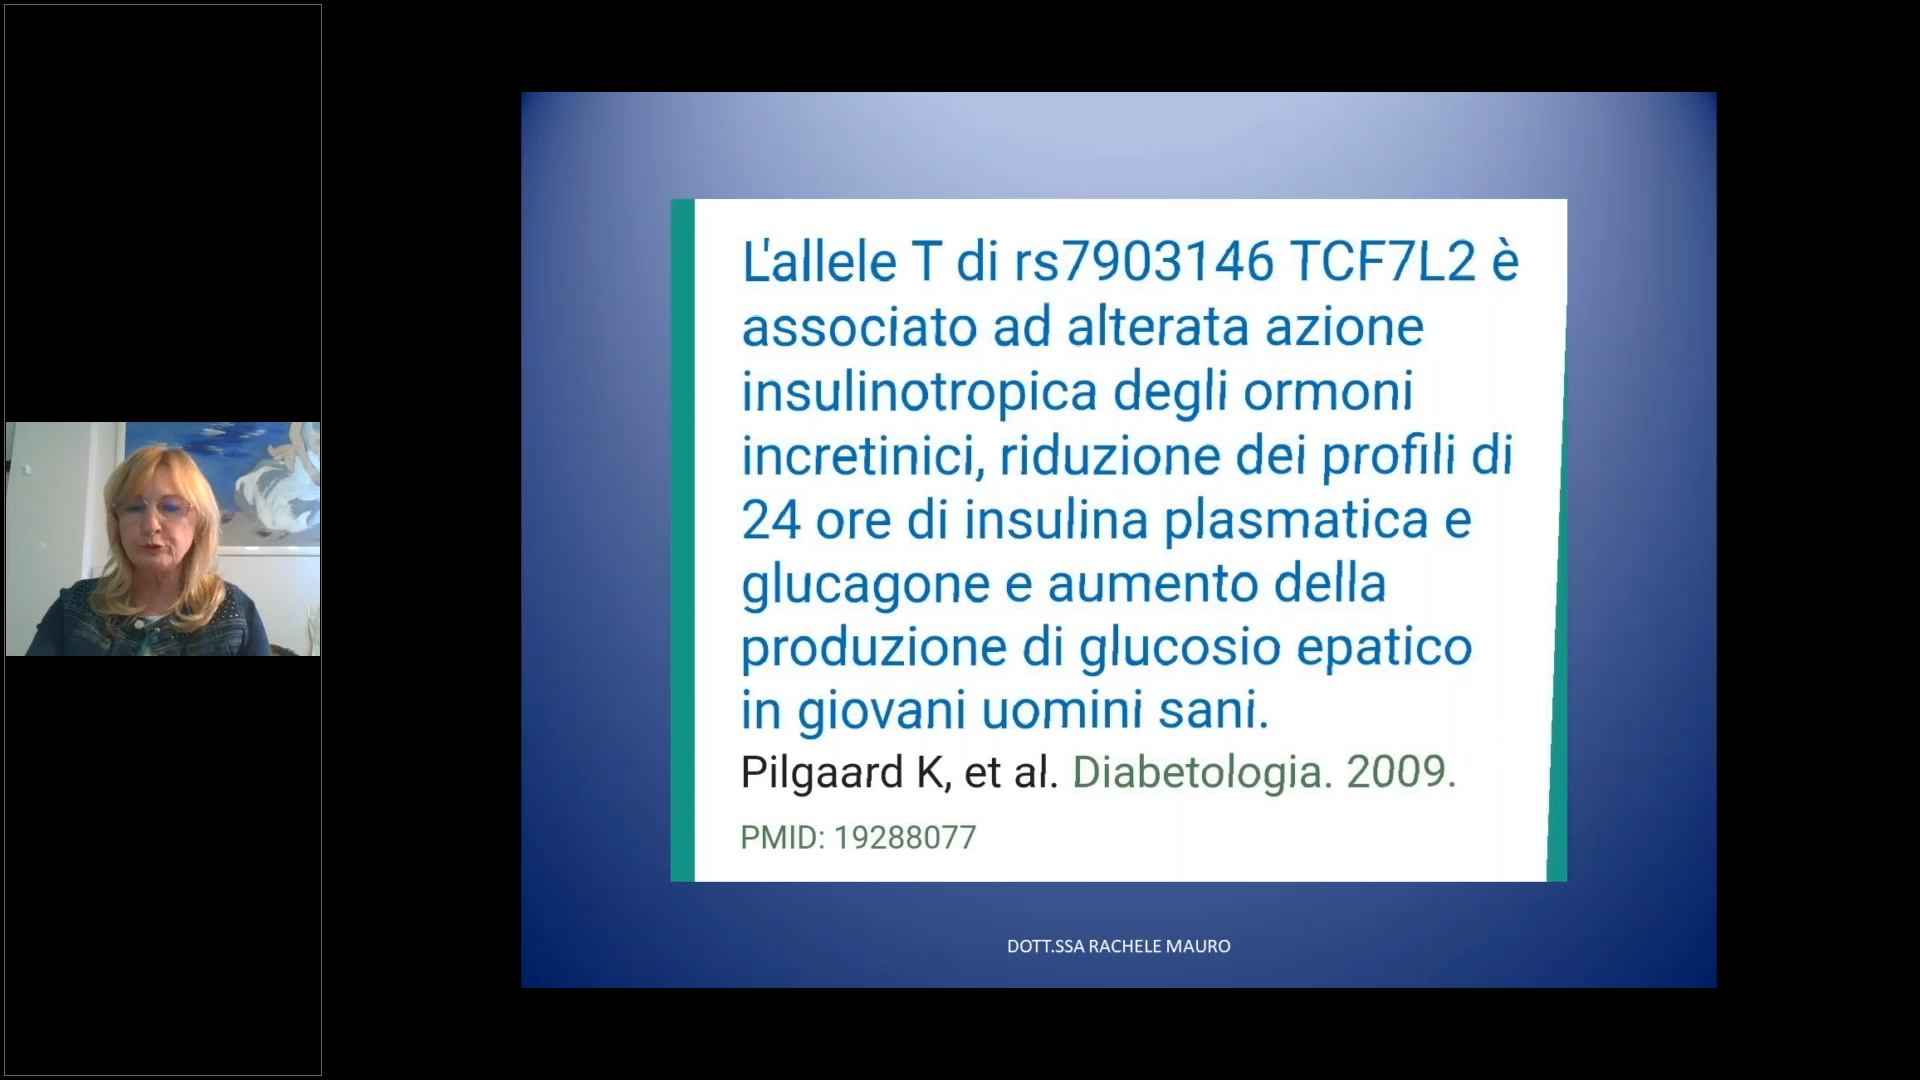 L'allele T di rs7903146 TCF7L2 è
associato ad alterata azione
insulinotropica degli ormoni
incretinici, riduzione dei profili di
24 ore di insulina plasmatica e
glucagone e aumento della
produzione di glucosio epatico
in giovani uomini sani.
Pilgaard K, et al. Diabetologia. 2009.
PMID: 19288077
DOTT.SSA RACHELE MAURO